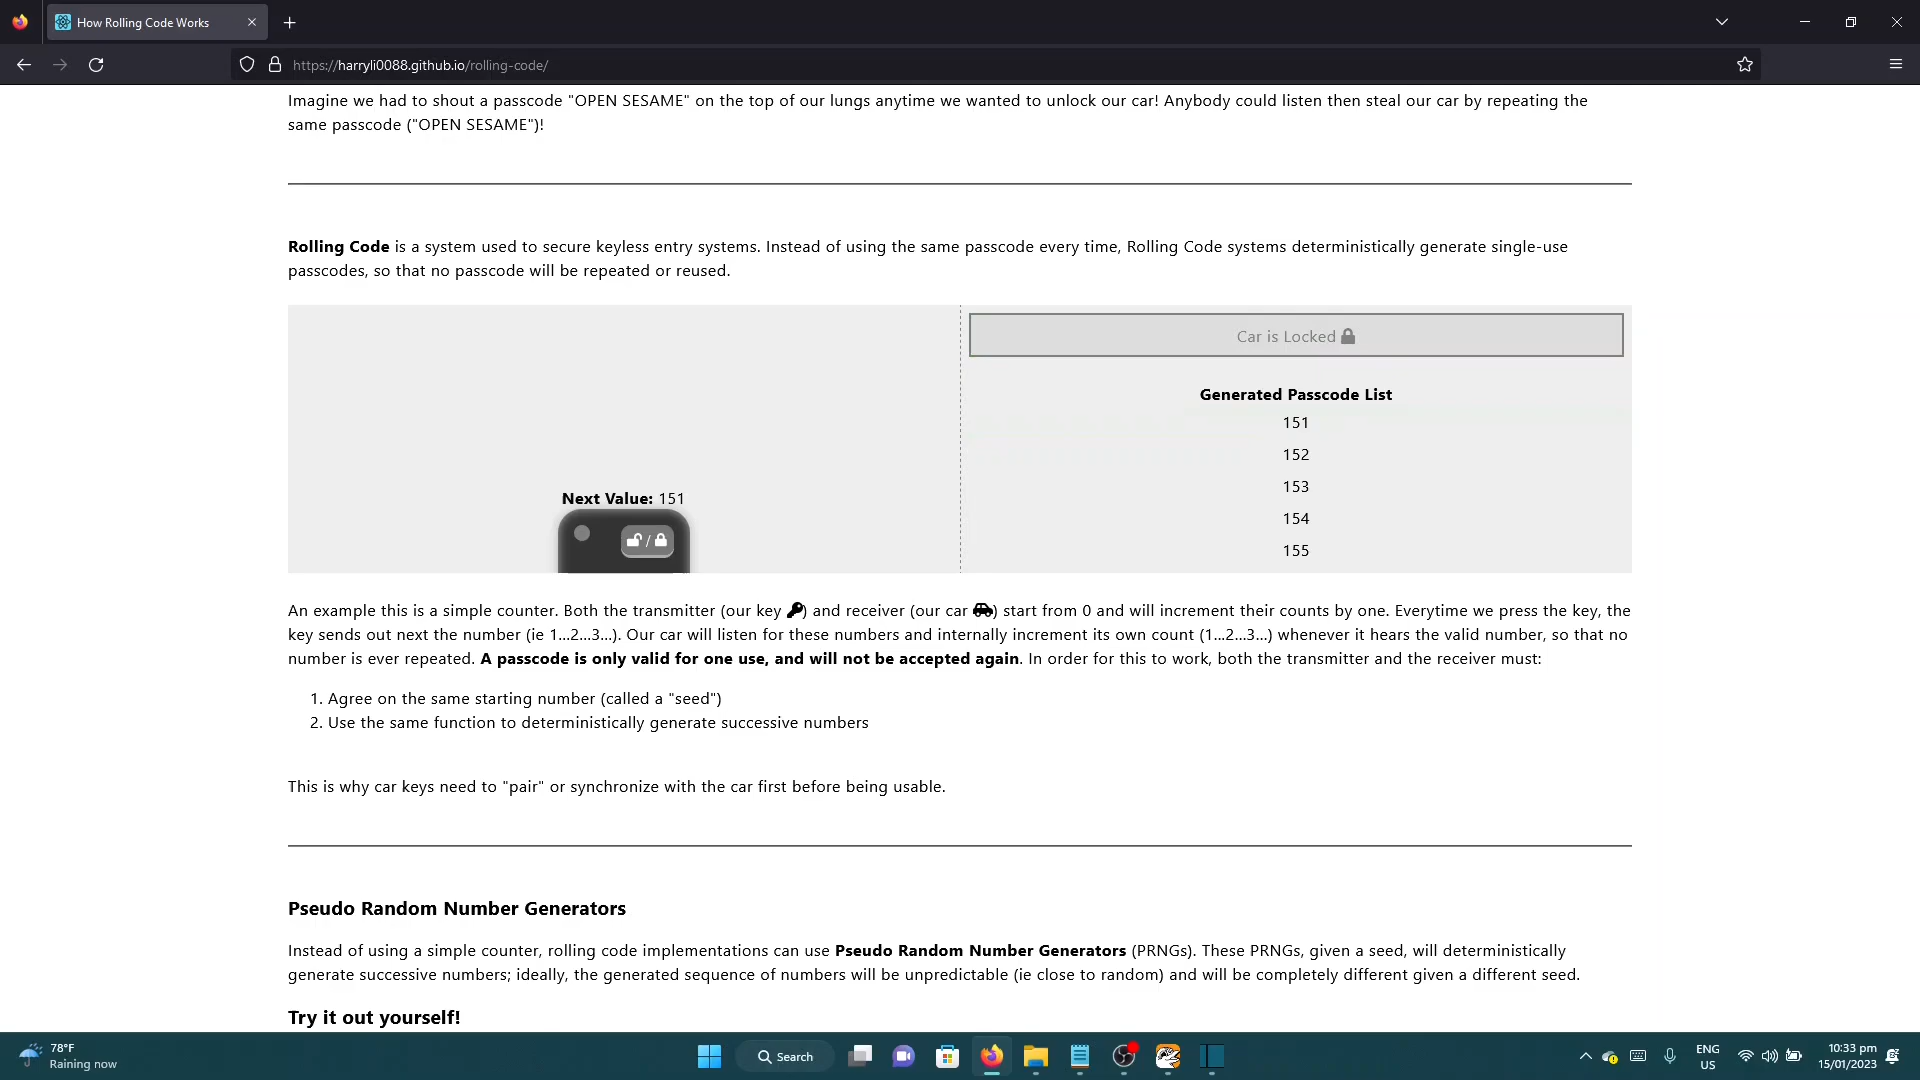 How Rolling Code Works
https://harryli0088.github.io/rolling-code/
Imagine we had to shout a passcode "OPEN SESAME" on the top of our lungs anytime we wanted to unlock our car! Anybody could listen then steal our car by repeating the
same passcode ("OPEN SESAME")!
Rolling Code is a system used to secure keyless entry systems. Instead of using the same passcode every time, Rolling Code systems deterministically generate single-use
passcodes, so that no passcode will be repeated or reused.
Car is Locked
Generated Passcode List
151
152
153
154
155
Next Value: 151
/
An example this is a simple counter. Both the transmitter (our key ) and receiver (our car ) start from 0 and will increment their counts by one. Everytime we press the key, the
key sends out next the number (ie 1...2...3...). Our car will listen for these numbers and internally increment its own count (1...2...3...) whenever it hears the valid number, so that no
number is ever repeated. A passcode is only valid for one use, and will not be accepted again. In order for this to work, both the transmitter and the receiver must:
1. Agree on the same starting number (called a "seed")
2. Use the same function to deterministically generate successive numbers
This is why car keys need to "pair" or synchronize with the car first before being usable.
Pseudo Random Number Generators
Instead of using a simple counter, rolling code implementations can use Pseudo Random Number Generators (PRNGs). These PRNGs, given a seed, will deterministically
generate successive numbers; ideally, the generated sequence of numbers will be unpredictable (ie close to random) and will be completely different given a different seed.
Try it out yourself!
78°F
Raining now
Search
ENG
US
10:33 pm
15/01/2023